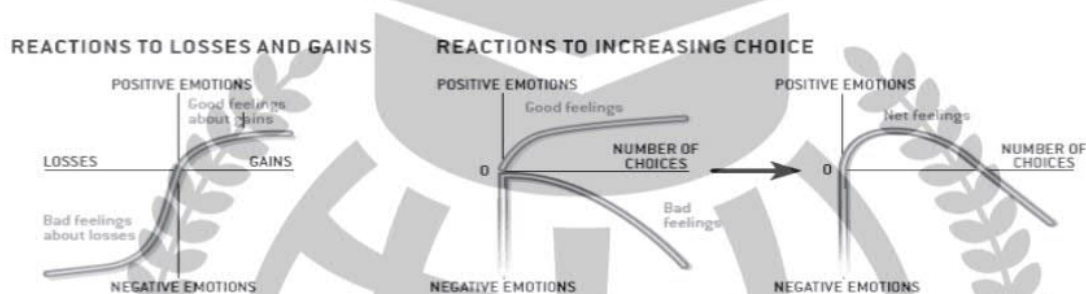 REACTIONS TO LOSSES AND GAINS
POSITIVE EMOTIONS
Good feelings
about gains
LOSSES
GAINS
Bad feelings
about losses
NEGATIVE EMOTIONS
REACTIONS TO INCREASING CHOICE
POSITIVE EMOTIONS
Good feelings
NUMBER OF
CHOICES
0
Bad
feelings
NEGATIVE EMOTIONS
POSITIVE EMOTIONS
Net feelings
NUMBER OF
CHOICES
0
NEGATIVE EMOTIONS